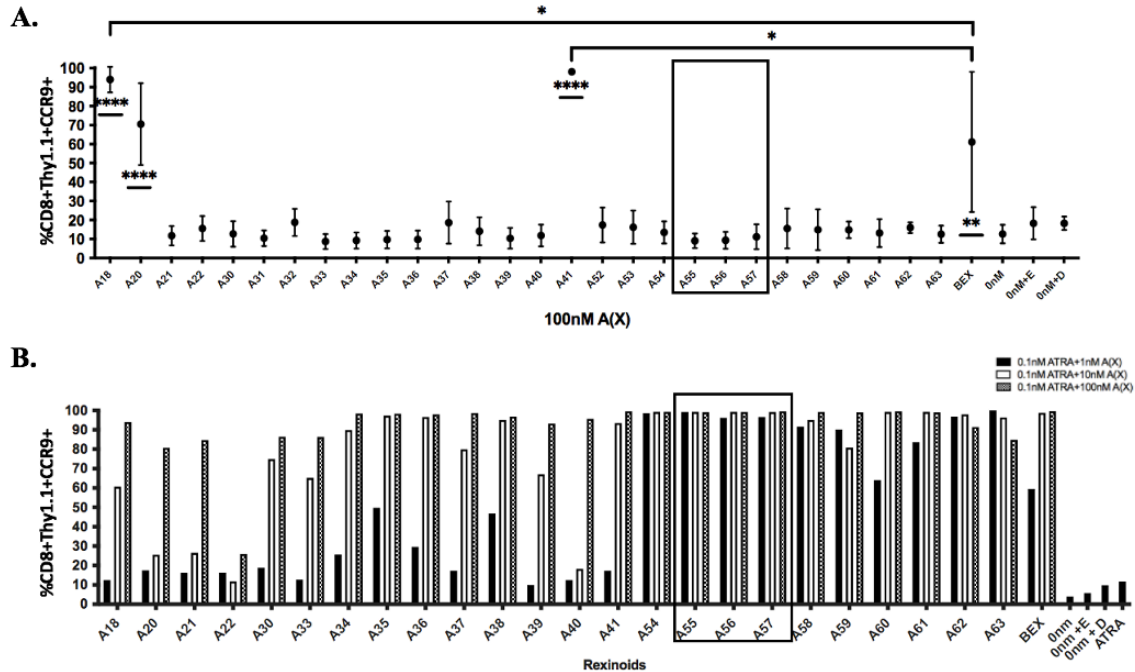 A.
*
*
%CD8+Thy1.1+CCR9+
100
90
80
70
60
50
40
30
20
10
0
****
****
****
**
A18 A20 A21 A22 A30 A31 A32 A33 A34 A35 A36 A37 A38 A39 A40 A41 A52 A53 A54 A55 A56 A57 A58 A59 A60 A61 A62 A63 BEX 0nM 0nM+E 0nM+D
100nM A(X)
B.
0.1nM ATRA+1nM A(X)
0.1nM ATRA+10nM A(X)
0.1nM ATRA+100nM A(X)
%CD8+Thy1.1+CCR9+
100
90
80
70
60
50
40
30
20
10
0
A18 A20 A21 A22 A30 A33 A34 A35 A36 A37 A38 A39 A40 A41 A54 A55 A56 A57 A58 A59 A60 A61 A62 A63 BEX 0nm 0nm +E 0nm + D ATRA
Rexinoids